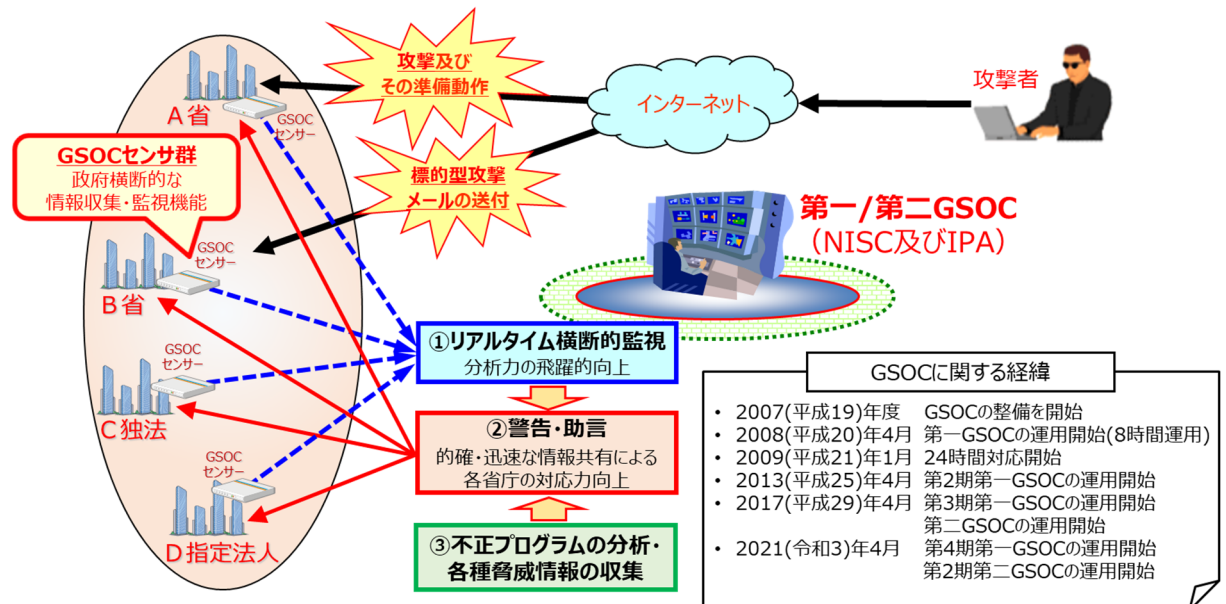 攻撃及び
その準備動作
インターネット
攻撃者
A省
GSOC
センサー
GSOCセンサ群
政府横断的な
情報収集・監視機能
標的型攻撃
メールの送付
第一/第二GSOC
（NISC及びIPA）
GSOC
センサー
B省
①リアルタイム横断的監視
分析力の飛躍的向上
GSOC
センサー
C独法
②警告・助言
的確・迅速な情報共有による
各省庁の対応力向上
GSOC
センサー
D指定法人
③不正プログラムの分析・
各種脅威情報の収集
GSOCに関する経緯
• 2007(平成19)年度 GSOCの整備を開始
• 2008(平成20)年4月 第一GSOCの運用開始(8時間運用)
• 2009(平成21)年1月 24時間対応開始
• 2013(平成25)年4月 第2期第一GSOCの運用開始
• 2017(平成29)年4月 第3期第一GSOCの運用開始
第二GSOCの運用開始
• 2021(令和3)年4月 第4期第一GSOCの運用開始
第2期第二GSOCの運用開始